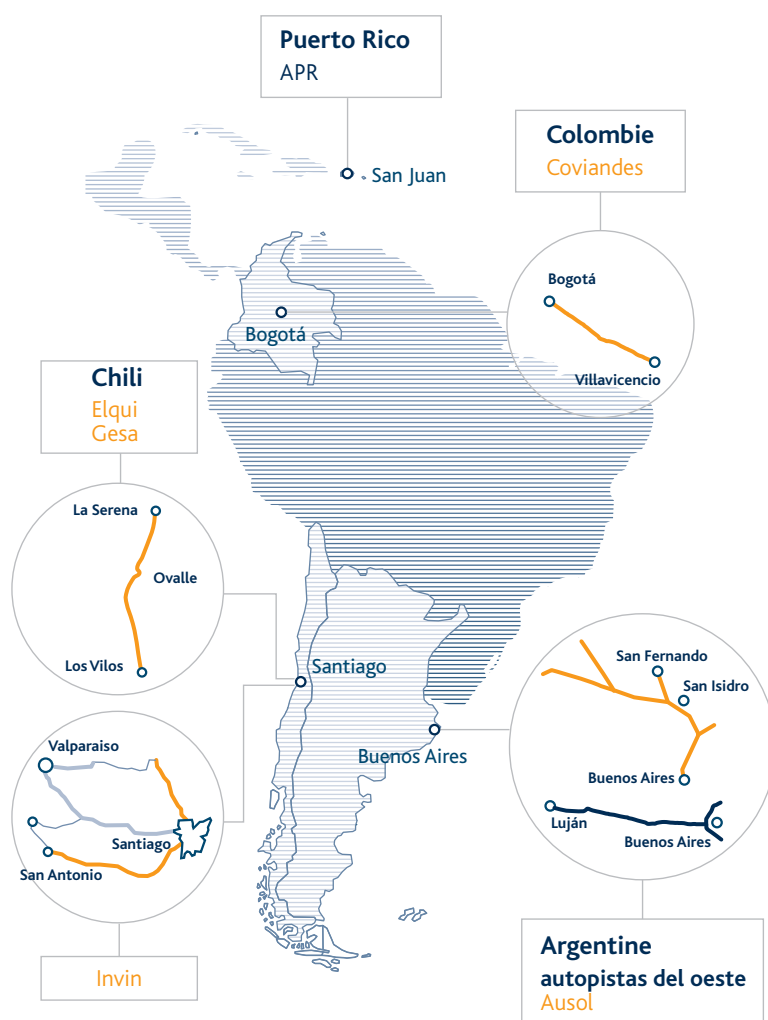 Puerto Rico
APR
San Juan
Colombie
Coviandes
Bogotá
Villavicencio
Bogotá
Chili
Elqui
Gesa
La Serena
Ovalle
Los Vilos
Santiago
Buenos Aires
Valparaiso
Santiago
San Antonio
Invin
San Fernando
San Isidro
Buenos Aires
Luján
Buenos Aires
Argentine
autopistas del oeste
Ausol